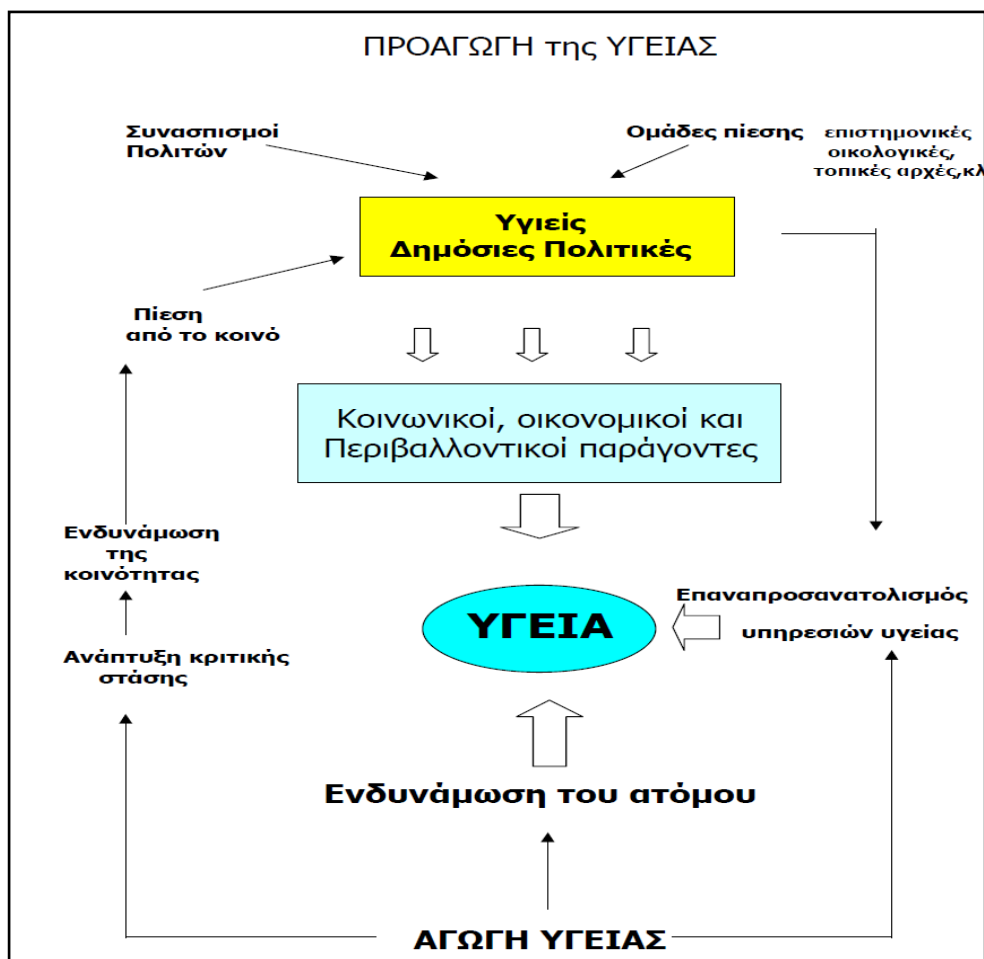 ΠΡΟΑΓΩΓΗ της ΥΓΕΙΑΣ
Συνασπισμοί
Πολιτών
Ομάδες πίεσης
επιστημονικές
οικολογικές,
τοπικές αρχές,κλ
Υγιείς
Δημόσιες Πολιτικές
Πίεση
από το κοινό
Κοινωνικοί, οικονομικοί και
Περιβαλλοντικοί παράγοντες
Ενδυνάμωση
της
κοινότητας
ΥΓΕΙΑ
Επαναπροσανατολισμός
υπηρεσιών υγείας
Ανάπτυξη κριτικής
στάσης
Ενδυνάμωση του ατόμου
ΑΓΩΓΗ ΥΓΕΙΑΣ